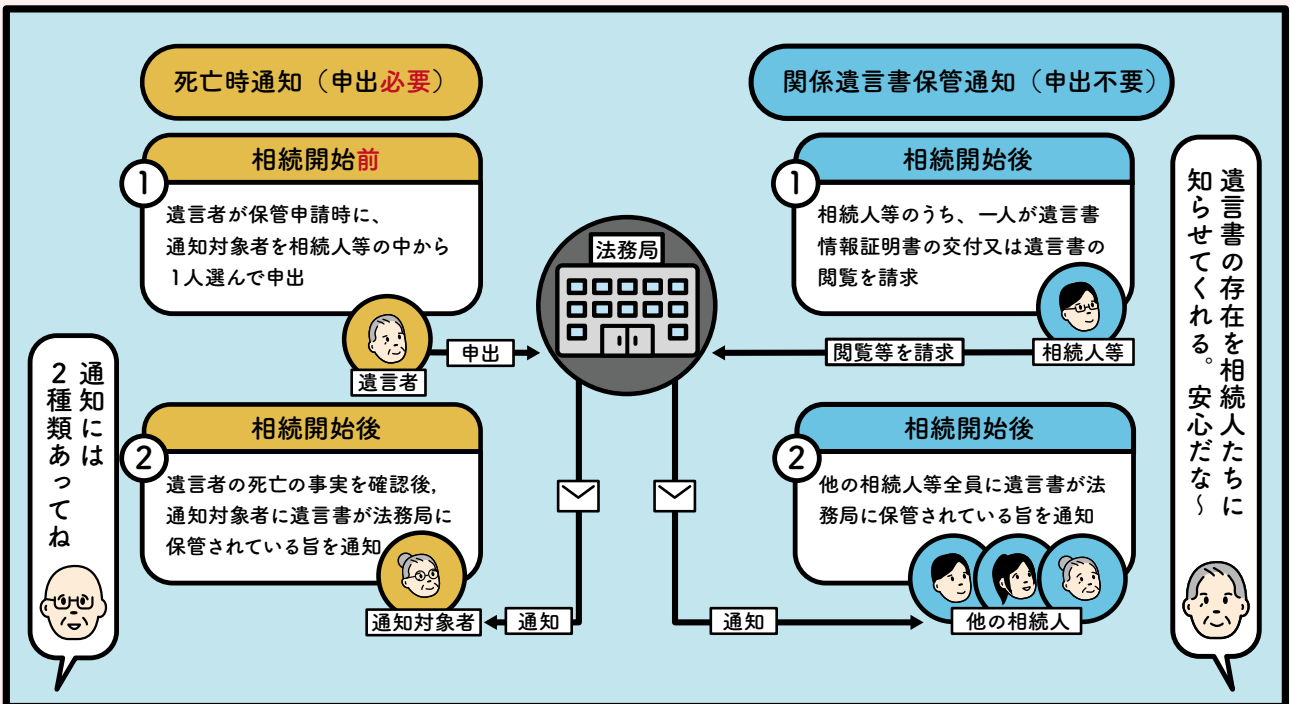 死亡時通知（申出必要）
相続開始前
1
遺言者が保管申請時に、
通知対象者を相続人等の中から
1人選んで申出
遺言者
申出
相続開始後
2
遺言者の死亡の事実を確認後,
通知対象者に遺言書が法務局に
保管されている旨を通知
通知対象者
通知
通知には
2種類あってね
法務局
関係遺言書保管通知（申出不要）
相続開始後
1
相続人等のうち、一人が遺言書
情報証明書の交付又は遺言書の
閲覧を請求
閲覧等を請求
相続人等
相続開始後
2
他の相続人等全員に遺言書が法
務局に保管されている旨を通知
通知
他の相続人
遺言書の存在を相続人たちに
知らせてくれる。安心だな～